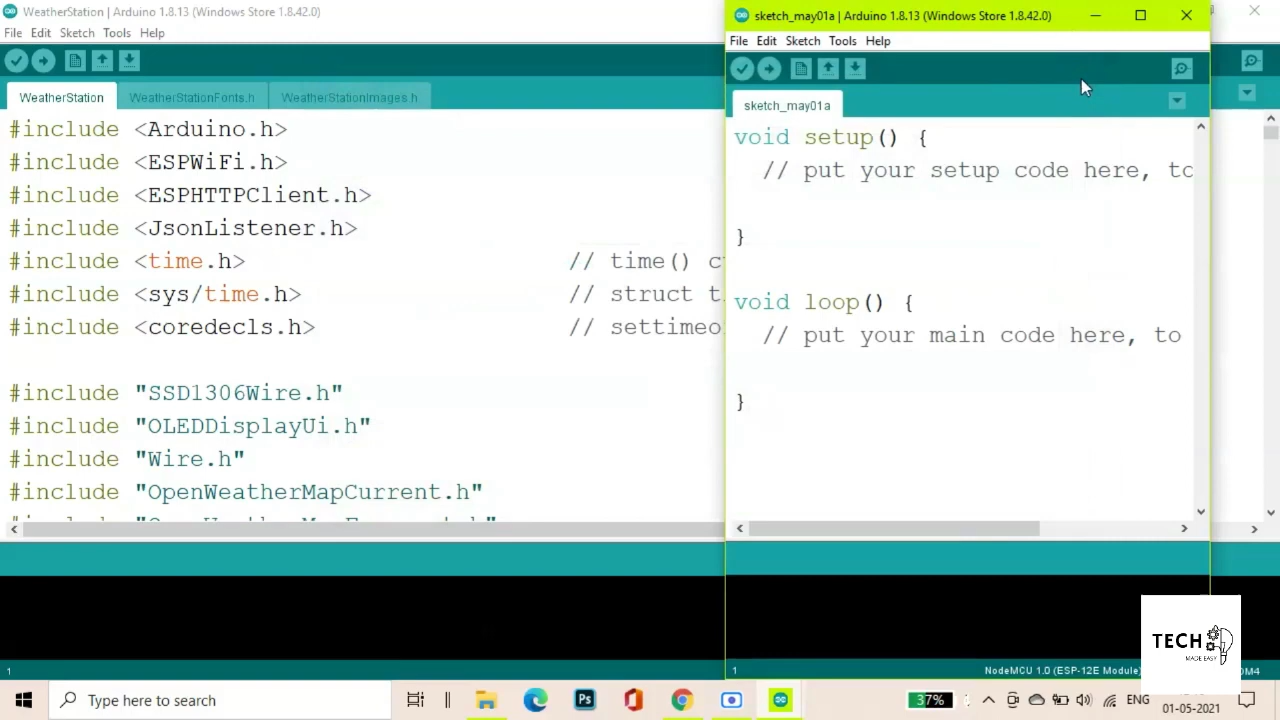 WeatherStation | Arduino 1.8.13 (Windows Store 1.8.42.0)
File Edit Sketch Tools Help
WeatherStation WeatherStationFonts.h WeatherStationImages.h
#include <Arduino.h>
#include <ESPWiFi.h>
#include <ESPHTTPClient.h>
#include <JsonListener.h>
#include <time.h> // time()
#include <sys/time.h> // struct
#include <coredecls.h> // settimeo
#include "SSD1306Wire.h"
#include "OLEDDisplayUi.h"
#include "Wire.h"
#include "OpenWeatherMapCurrent.h"
1
sketch_may01a | Arduino 1.8.13 (Windows Store 1.8.42.0)
File Edit Sketch Tools Help
sketch_may01a
void setup() {
// put your setup code here, to
}
void loop() {
// put your main code here, to
}
1 NodeMCU 1.0 (ESP-12E Module)
OM4
TECH
MADE EASY
Type here to search
Ps
37%
ENG
01-05-2021